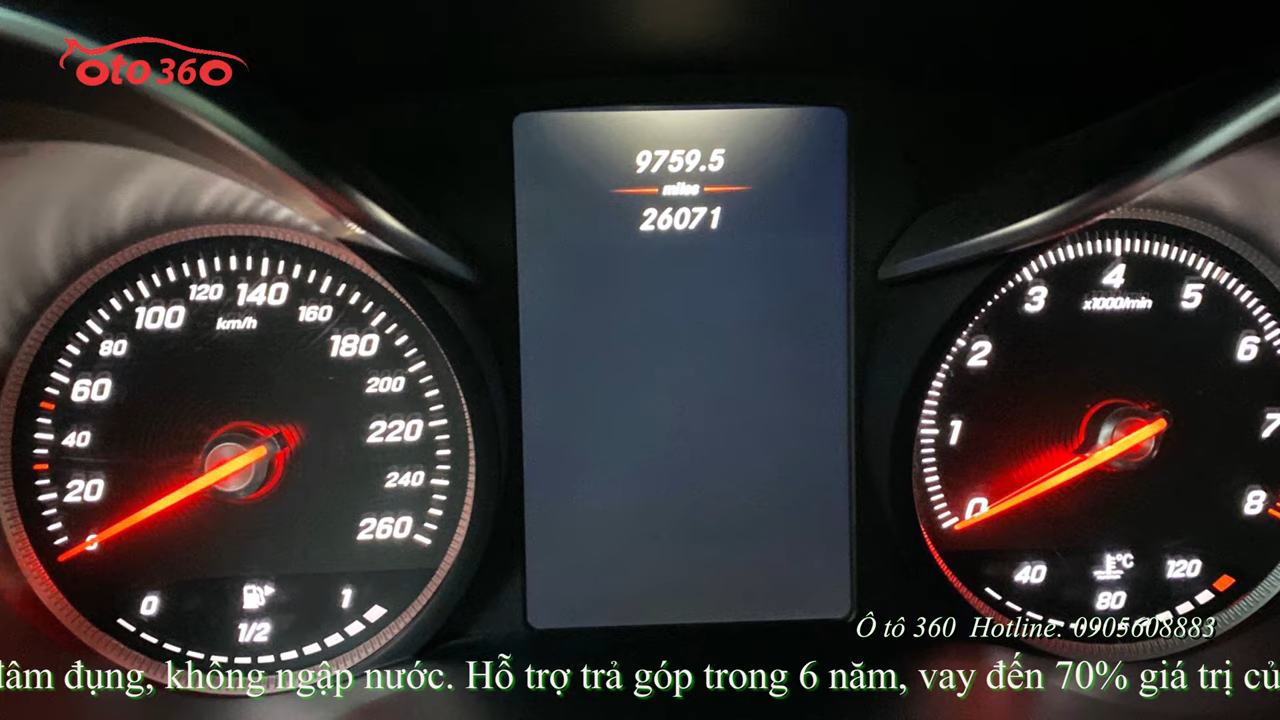 oto 360
9759.5
miles
26071
0 20 40 60 80 100 120 140 160 180 200 220 240 260
km/h
0 1/2 1
0 1 2 3 4 5 6 7 8
x1000/min
40 80 120
°C
Ô tô 360 Hotline: 0905608883
đâm đụng, không ngập nước. Hỗ trợ trả góp trong 6 năm, vay đến 70% giá trị củ